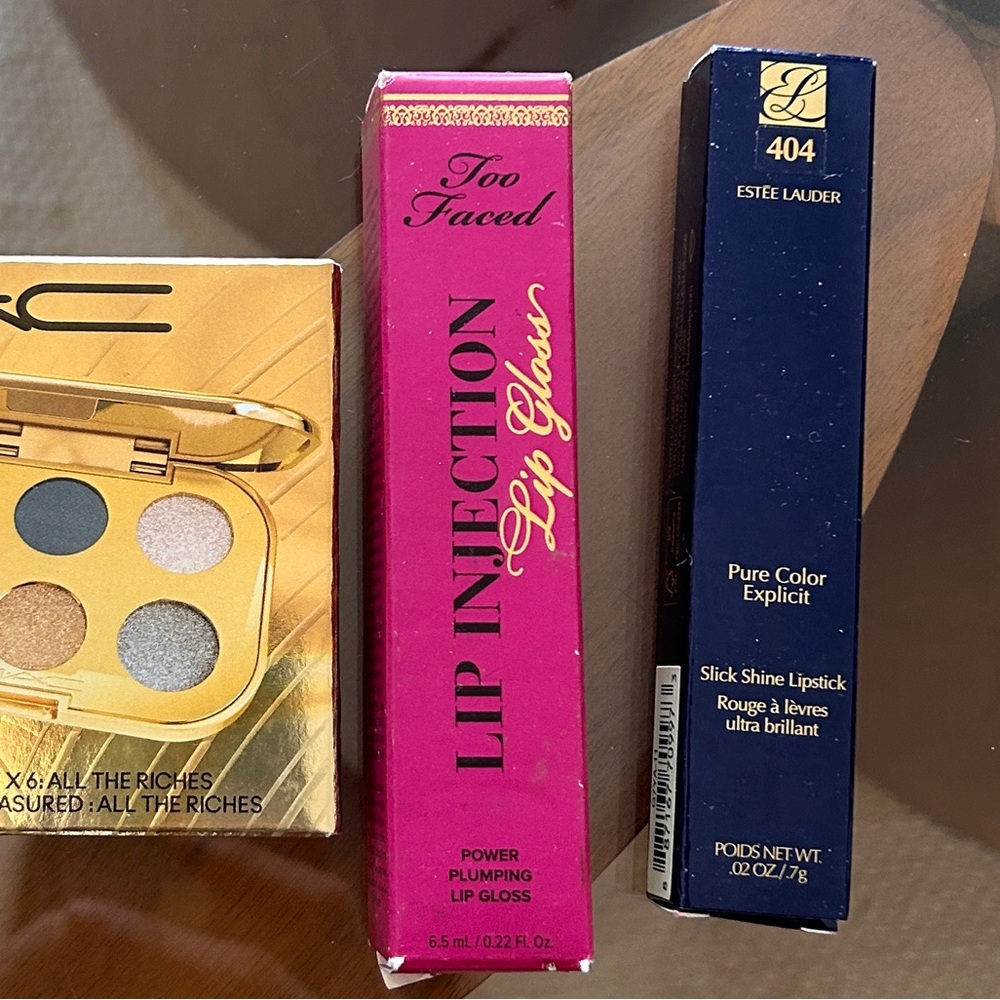 X 6: ALL THE RICHES
ASURED : ALL THE RICHES
Too
Faced
LIP INJECTION
Lip Gloss
POWER
PLUMPING
LIP GLOSS
6.5 mL / 0.22 Fl. Oz.
404
ESTĒE LAUDER
Pure Color
Explicit
Slick Shine Lipstick
Rouge à lèvres
ultra brillant
POIDS NET WT.
.02 OZ./.7g